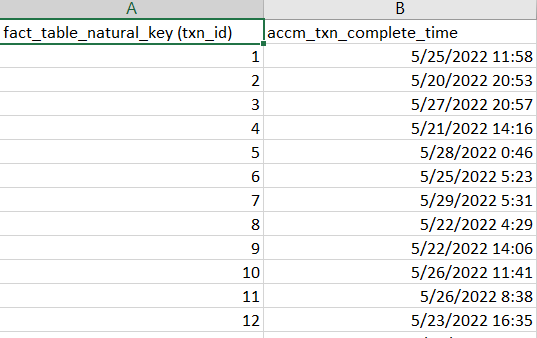 A B
fact_table_natural_key (txn_id) accm_txn_complete_time
1 5/25/2022 11:58
2 5/20/2022 20:53
3 5/27/2022 20:57
4 5/21/2022 14:16
5 5/28/2022 0:46
6 5/25/2022 5:23
7 5/29/2022 5:31
8 5/22/2022 4:29
9 5/22/2022 14:06
10 5/26/2022 11:41
11 5/26/2022 8:38
12 5/23/2022 16:35